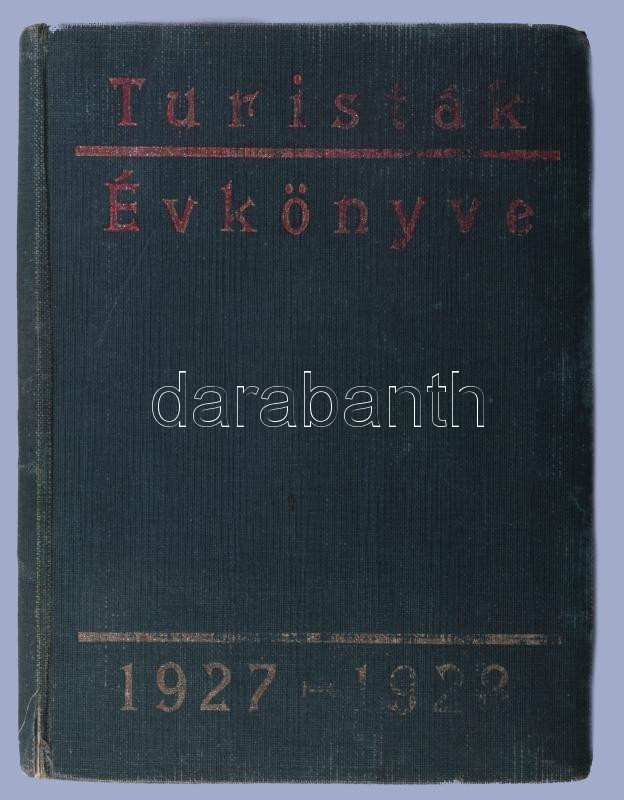 Turisták
Évkönyve
darabanth
1927-1928